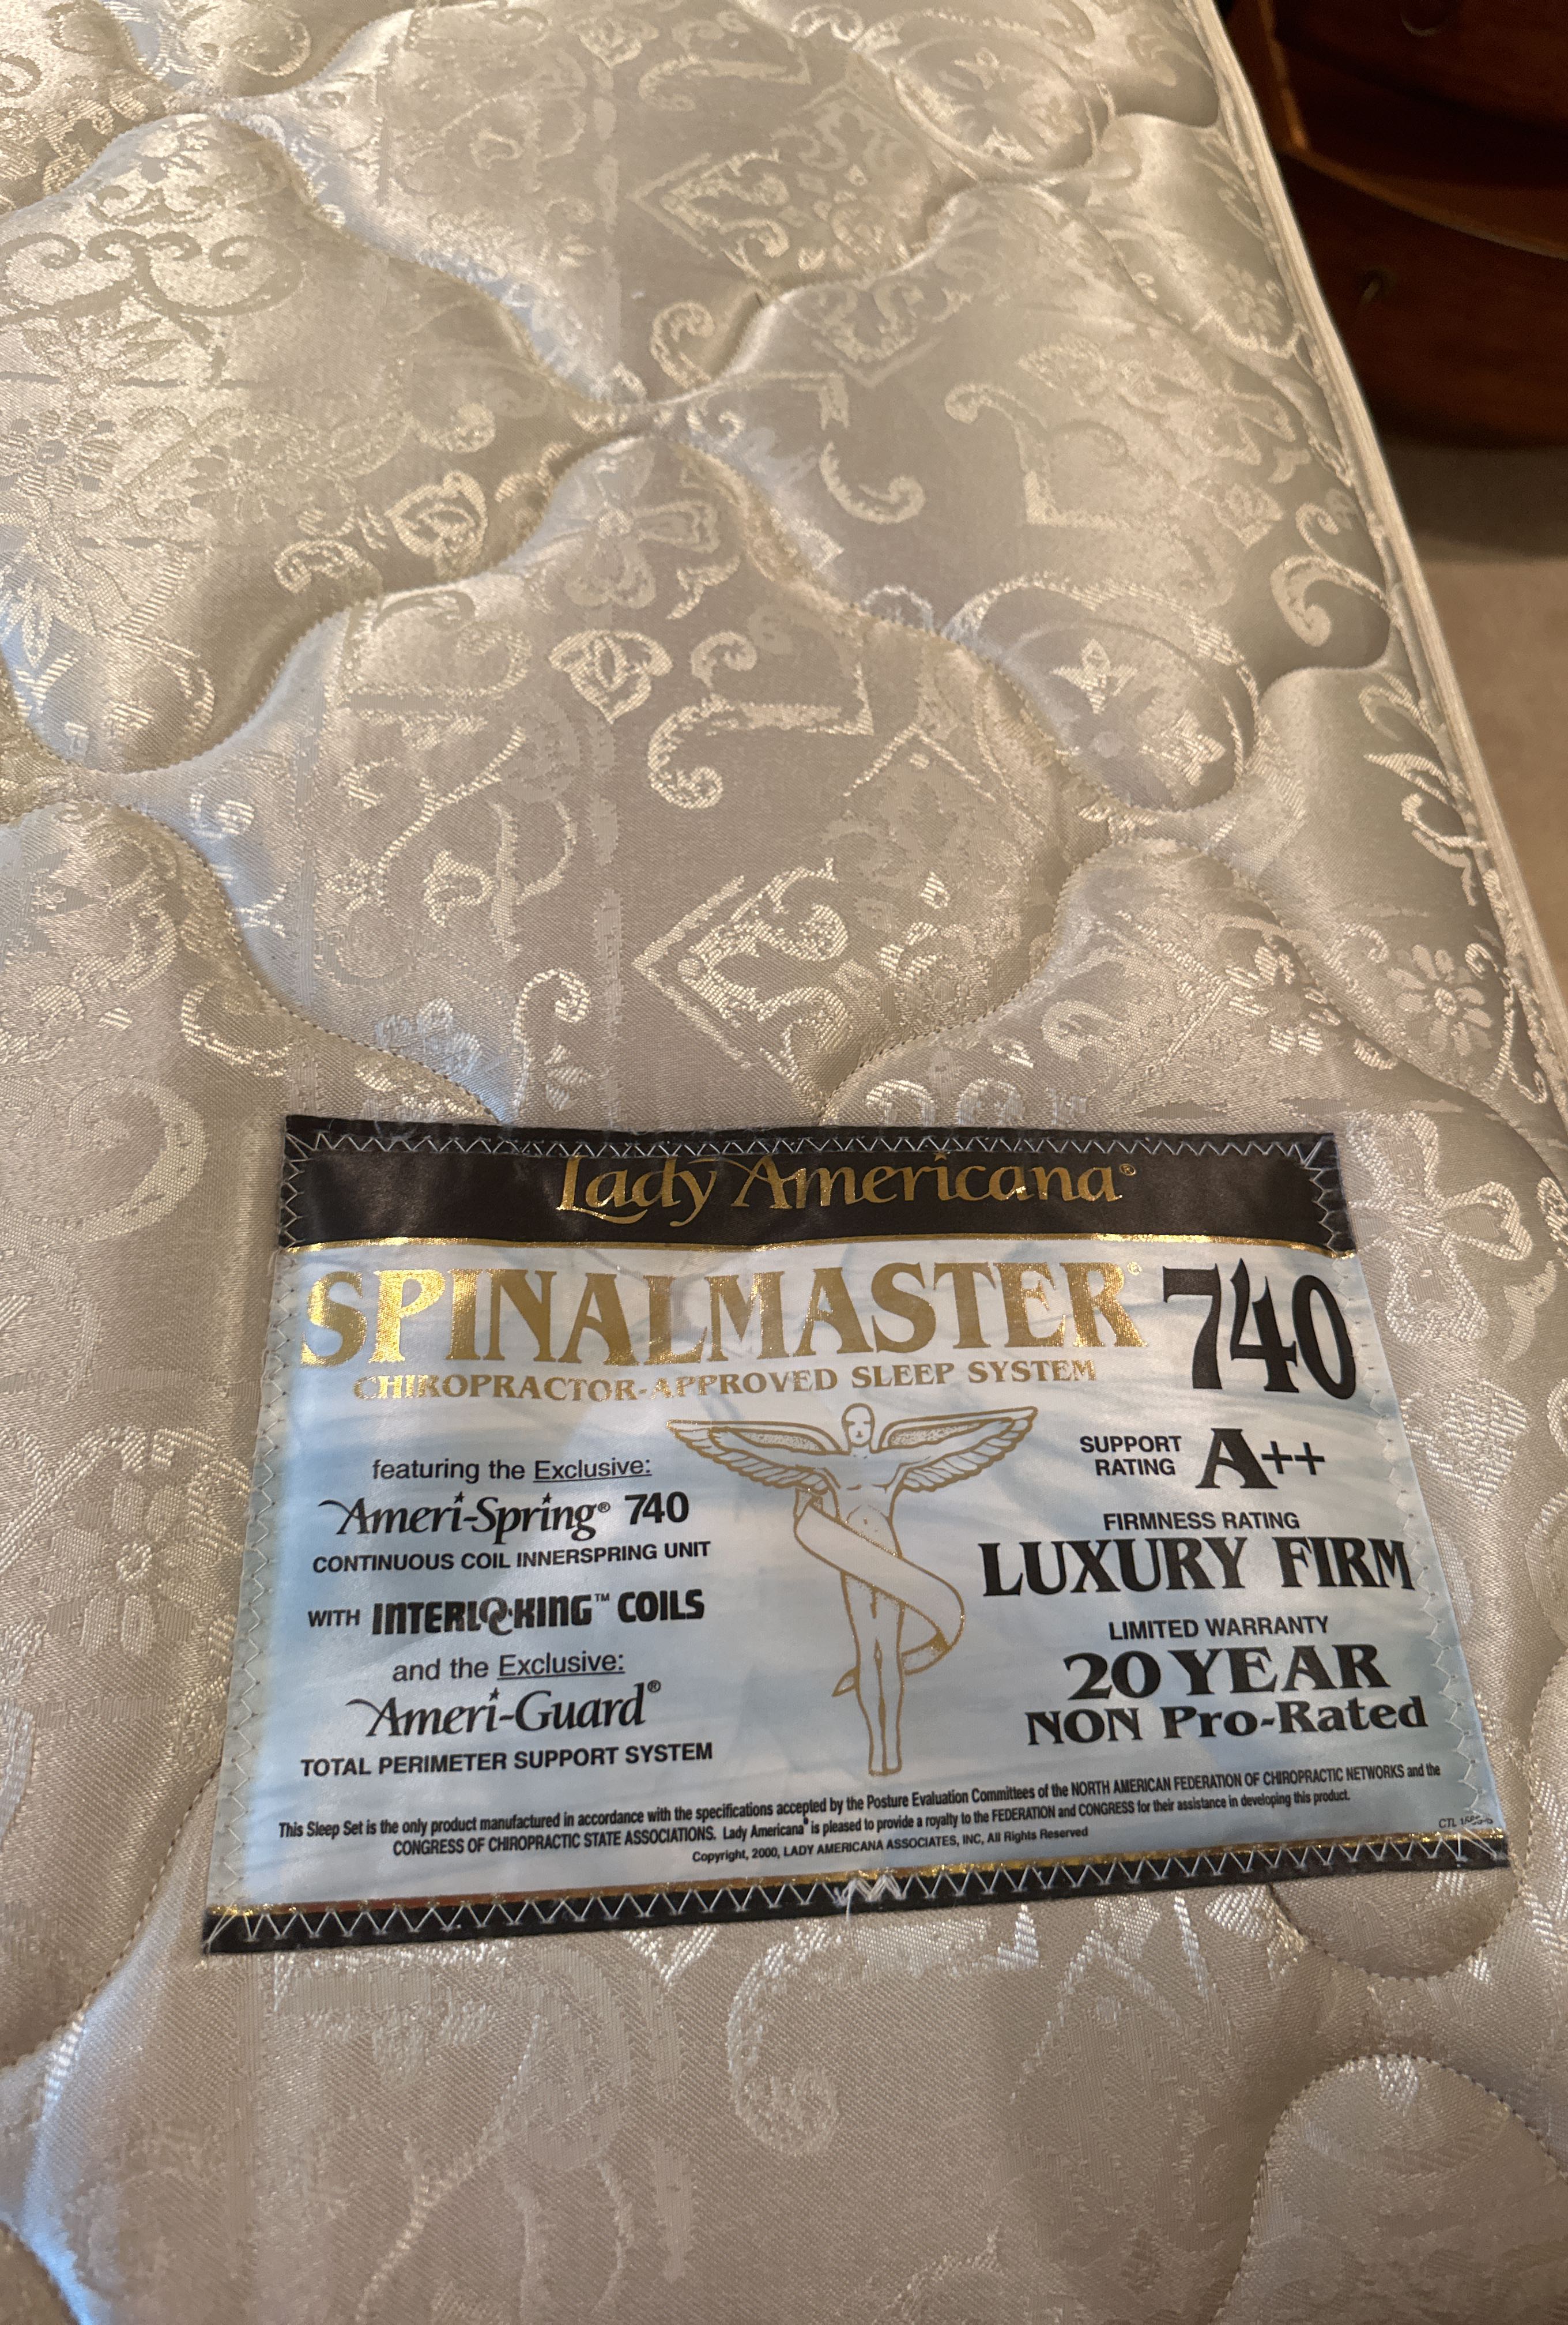 Lady Americana®
SPINALMASTER® 740
CHIROPRACTOR-APPROVED SLEEP SYSTEM
featuring the Exclusive:
Ameri-Spring® 740
CONTINUOUS COIL INNERSPRING UNIT
WITH INTERLO-KING™ COILS
and the Exclusive:
Ameri-Guard®
TOTAL PERIMETER SUPPORT SYSTEM
SUPPORT
RATING A++
FIRMNESS RATING
LUXURY FIRM
LIMITED WARRANTY
20 YEAR
NON Pro-Rated
This Sleep Set is the only product manufactured in accordance with the specifications accepted by the Posture Evaluation Committees of the NORTH AMERICAN FEDERATION OF CHIROPRACTIC NETWORKS and the
CONGRESS OF CHIROPRACTIC STATE ASSOCIATIONS. Lady Americana® is pleased to provide a royalty to the FEDERATION and CONGRESS for their assistance in developing this product.
Copyright, 2000, LADY AMERICANA ASSOCIATES, INC, All Rights Reserved
CTL